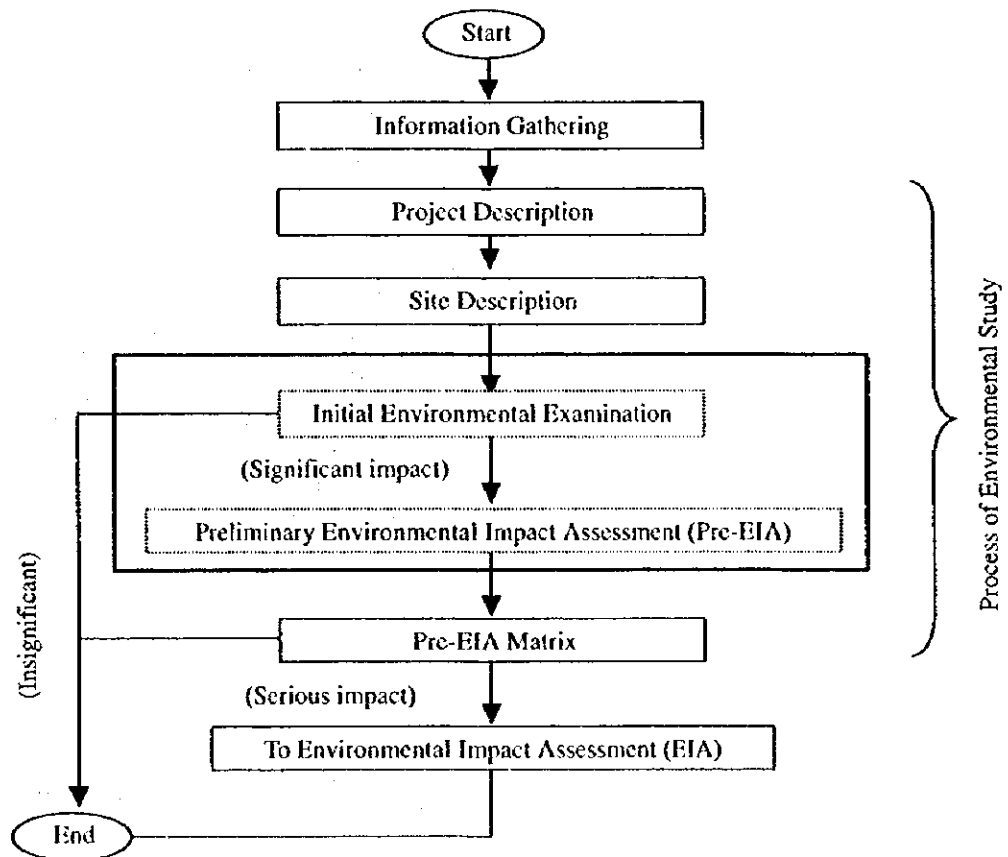 Start
Information Gathering
Project Description
Site Description
Initial Environmental Examination
(Significant impact)
Preliminary Environmental Impact Assessment (Pre-EIA)
Pre-EIA Matrix
(Serious impact)
To Environmental Impact Assessment (EIA)
End
(Insignificant)
Process of Environmental Study